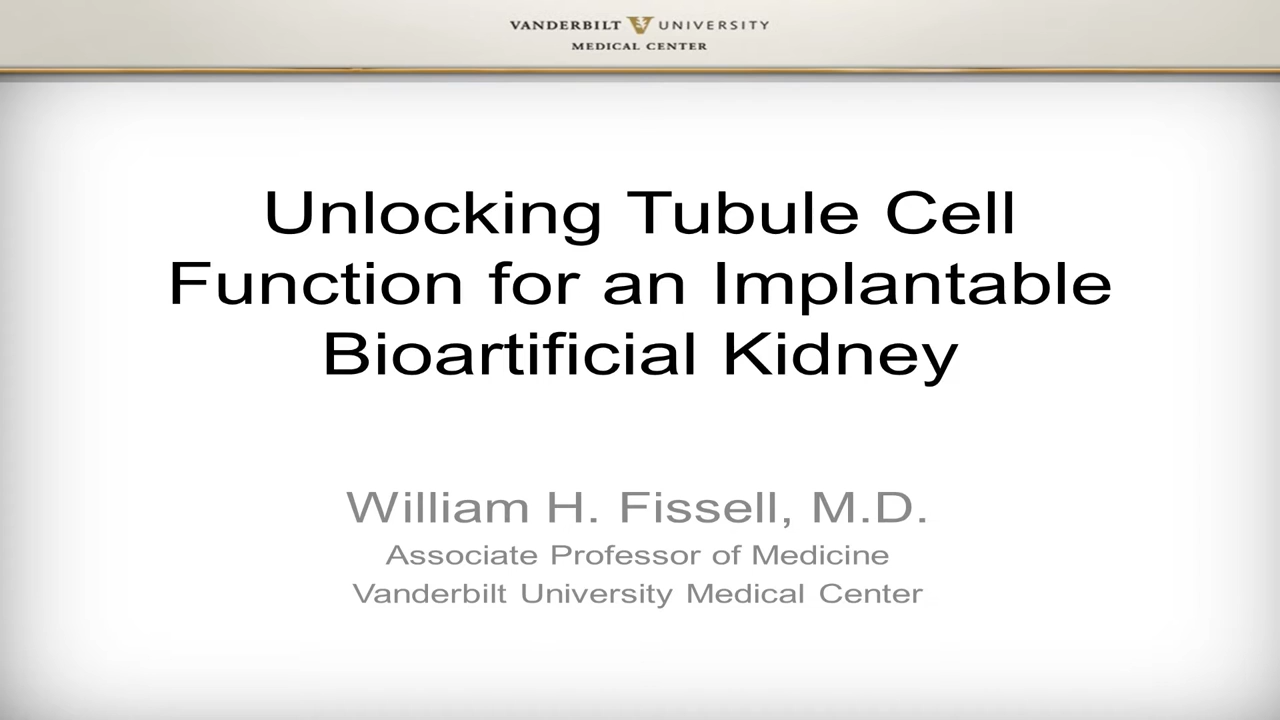 VANDERBILT UNIVERSITY
MEDICAL CENTER
Unlocking Tubule Cell
Function for an Implantable
Bioartificial Kidney
William H. Fissell, M.D.
Associate Professor of Medicine
Vanderbilt University Medical Center